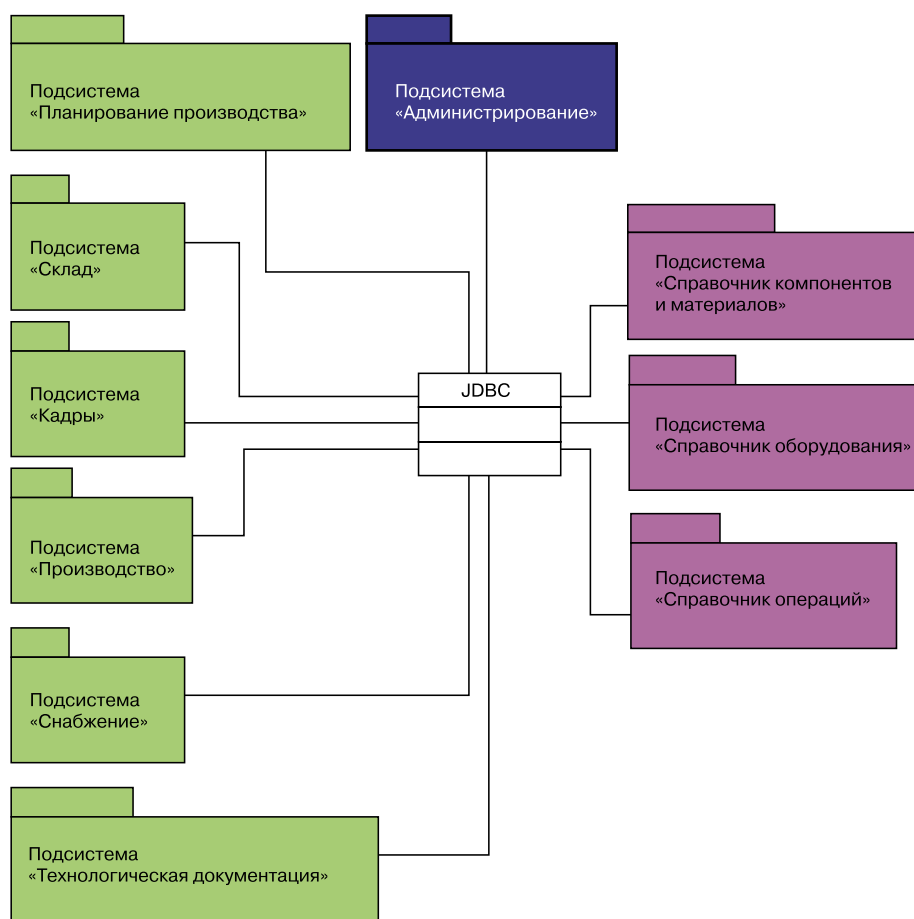 Подсистема
«Планирование производства»
Подсистема
«Администрирование»
Подсистема
«Склад»
Подсистема
«Справочник компонентов
и материалов»
Подсистема
«Кадры»
JDBC
Подсистема
«Справочник оборудования»
Подсистема
«Производство»
Подсистема
«Справочник операций»
Подсистема
«Снабжение»
Подсистема
«Технологическая документация»